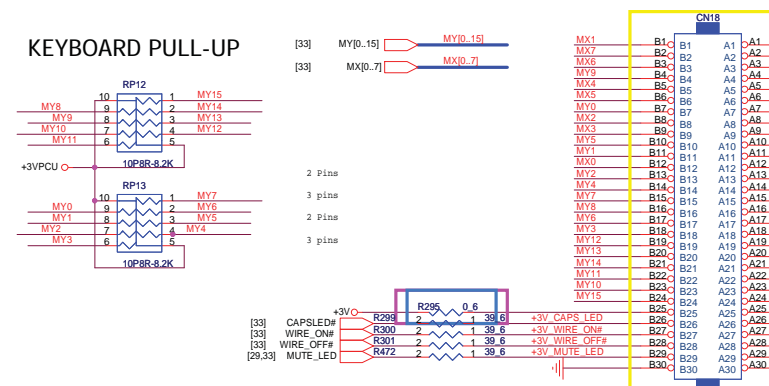 KEYBOARD PULL-UP
[33] MY[0..15] MY[0..15]
[33] MX[0..7] MX[0..7]
RP12
10 1 MY15
MY8 9 2 MY14
MY9 8 3 MY13
MY10 7 4 MY12
MY11 6 5
10P8R-8.2K
+3VPCU
RP13
10 1 MY7
MY0 9 2 MY6
MY1 8 3 MY5
MY2 7 4 MY4
MY3 6 5
10P8R-8.2K
2 Pins
3 pins
2 Pins
3 pins
+3V R295 0_6
[33] CAPSLED# R299 2 1 39_6 +3V_CAPS_LED
[33] WIRE_ON# R300 2 1 39_6 +3V_WIRE_ON#
[33] WIRE_OFF# R301 2 1 39_6 +3V_WIRE_OFF#
[29,33] MUTE_LED R472 2 1 39_6 +3V_MUTE_LED
CN18
MX1 B1 B1 A1 A1
MX7 B2 B2 A2 A2
MX6 B3 B3 A3 A3
MY9 B4 B4 A4 A4
MX4 B5 B5 A5 A5
MX5 B6 B6 A6 A6
MY0 B7 B7 A7 A7
MX2 B8 B8 A8 A8
MX3 B9 B9 A9 A9
MY5 B10 B10 A10 A10
MY1 B11 B11 A11 A11
MX0 B12 B12 A12 A12
MY2 B13 B13 A13 A13
MY4 B14 B14 A14 A14
MY7 B15 B15 A15 A15
MY8 B16 B16 A16 A16
MY6 B17 B17 A17 A17
MY3 B18 B18 A18 A18
MY12 B19 B19 A19 A19
MY13 B20 B20 A20 A20
MY14 B21 B21 A21 A21
MY11 B22 B22 A22 A22
MY10 B23 B23 A23 A23
MY15 B24 B24 A24 A24
B25 B25 A25 A25
B26 B26 A26 A26
B27 B27 A27 A27
B28 B28 A28 A28
B29 B29 A29 A29
B30 B30 A30 A30